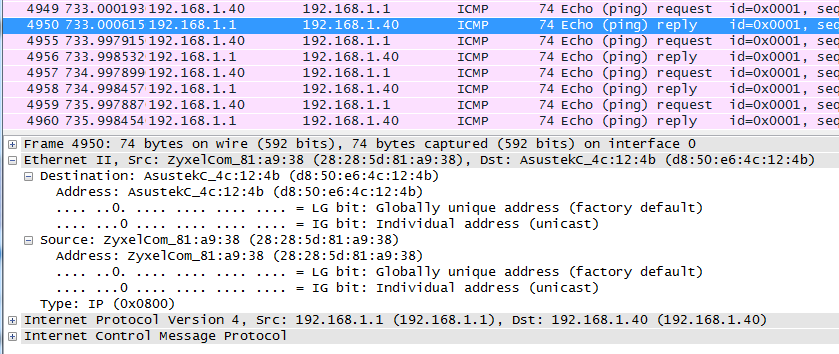 4949 733.000193 192.168.1.40 192.168.1.1 ICMP 74 Echo (ping) request id=0x0001, seq
4950 733.000615 192.168.1.1 192.168.1.40 ICMP 74 Echo (ping) reply id=0x0001, seq
4955 733.997915 192.168.1.40 192.168.1.1 ICMP 74 Echo (ping) request id=0x0001, seq
4956 733.998532 192.168.1.1 192.168.1.40 ICMP 74 Echo (ping) reply id=0x0001, seq
4957 734.997899 192.168.1.40 192.168.1.1 ICMP 74 Echo (ping) request id=0x0001, seq
4958 734.998457 192.168.1.1 192.168.1.40 ICMP 74 Echo (ping) reply id=0x0001, seq
4959 735.997887 192.168.1.40 192.168.1.1 ICMP 74 Echo (ping) request id=0x0001, seq
4960 735.998454 192.168.1.1 192.168.1.40 ICMP 74 Echo (ping) reply id=0x0001, seq
Frame 4950: 74 bytes on wire (592 bits), 74 bytes captured (592 bits) on interface 0
Ethernet II, Src: ZyxelCom_81:a9:38 (28:28:5d:81:a9:38), Dst: AsustekC_4c:12:4b (d8:50:e6:4c:12:4b)
Destination: AsustekC_4c:12:4b (d8:50:e6:4c:12:4b)
Address: AsustekC_4c:12:4b (d8:50:e6:4c:12:4b)
.... ..0. .... .... .... .... = LG bit: Globally unique address (factory default)
.... ...0 .... .... .... .... = IG bit: Individual address (unicast)
Source: ZyxelCom_81:a9:38 (28:28:5d:81:a9:38)
Address: ZyxelCom_81:a9:38 (28:28:5d:81:a9:38)
.... ..0. .... .... .... .... = LG bit: Globally unique address (factory default)
.... ...0 .... .... .... .... = IG bit: Individual address (unicast)
Type: IP (0x0800)
Internet Protocol Version 4, Src: 192.168.1.1 (192.168.1.1), Dst: 192.168.1.40 (192.168.1.40)
Internet Control Message Protocol